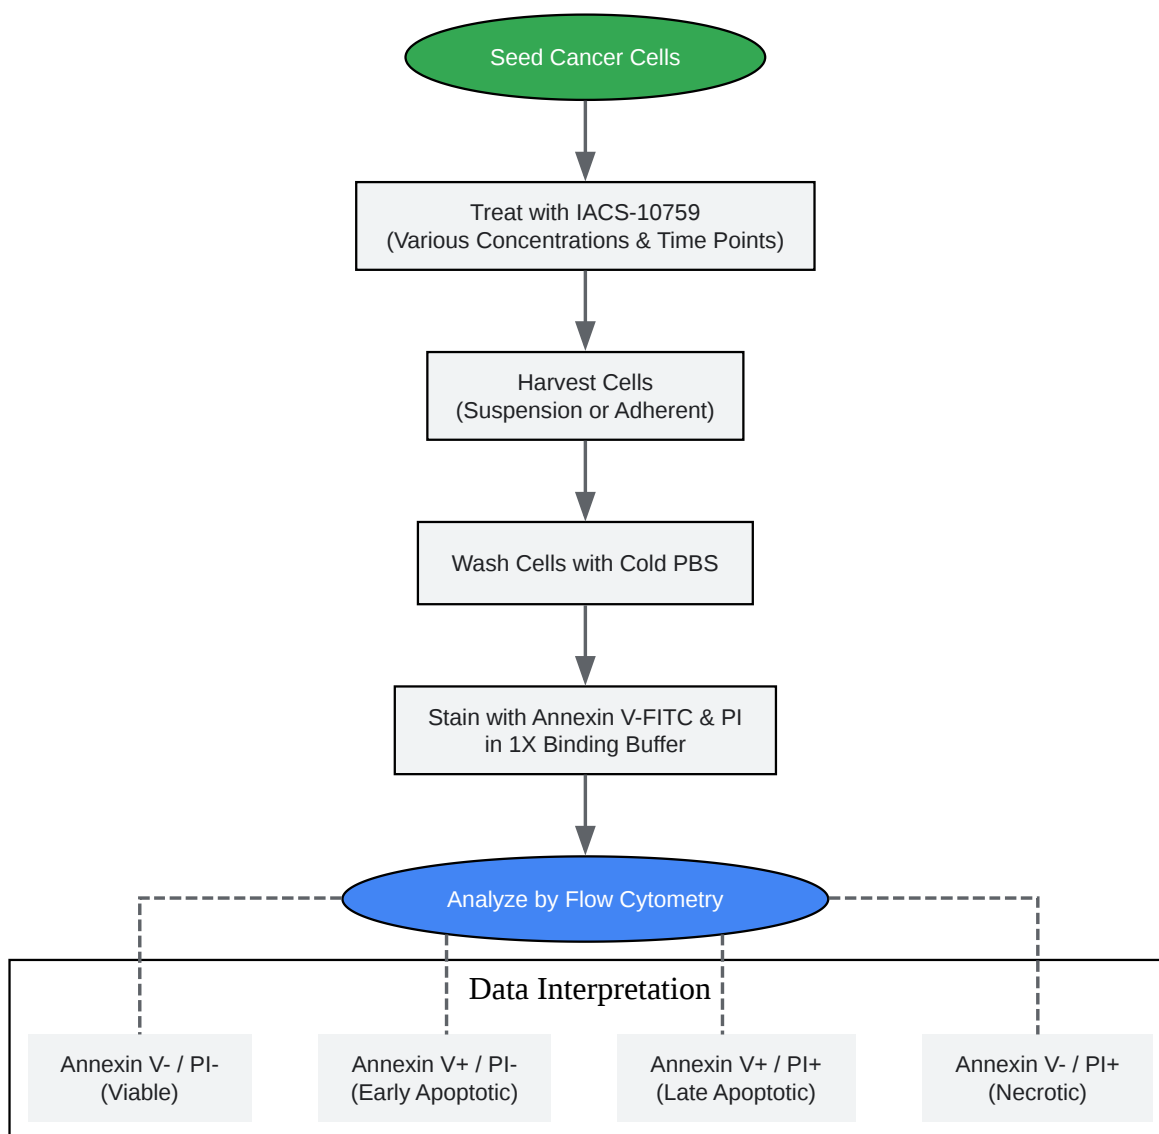 Seed Cancer Cells
Treat with IACS-10759
(Various Concentrations & Time Points)
Harvest Cells
(Suspension or Adherent)
Wash Cells with Cold PBS
Stain with Annexin V-FITC & PI
in 1X Binding Buffer
Analyze by Flow Cytometry
Data Interpretation
Annexin V- / PI-
(Viable)
Annexin V+ / PI-
(Early Apoptotic)
Annexin V+ / PI+
(Late Apoptotic)
Annexin V- / PI+
(Necrotic)